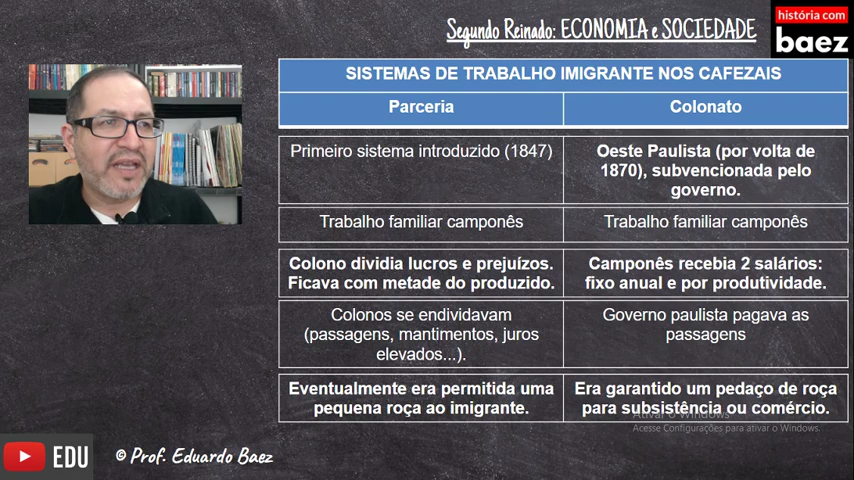 Segundo Reinado: ECONOMIA e SOCIEDADE
história com
baez
SISTEMAS DE TRABALHO IMIGRANTE NOS CAFEZAIS
Parceria
Colonato
Primeiro sistema introduzido (1847)
Oeste Paulista (por volta de
1870), subvencionada pelo
governo.
Trabalho familiar camponês
Trabalho familiar camponês
Colono dividia lucros e prejuízos.
Ficava com metade do produzido.
Camponês recebia 2 salários:
fixo anual e por produtividade.
Colonos se endividavam
(passagens, mantimentos, juros
elevados...).
Governo paulista pagava as
passagens
Eventualmente era permitida uma
pequena roça ao imigrante.
Era garantido um pedaço de roça
para subsistência ou comércio.
Ativar o Windows
Acesse Configurações para ativar o Windows.
EDU
© Prof. Eduardo Baez